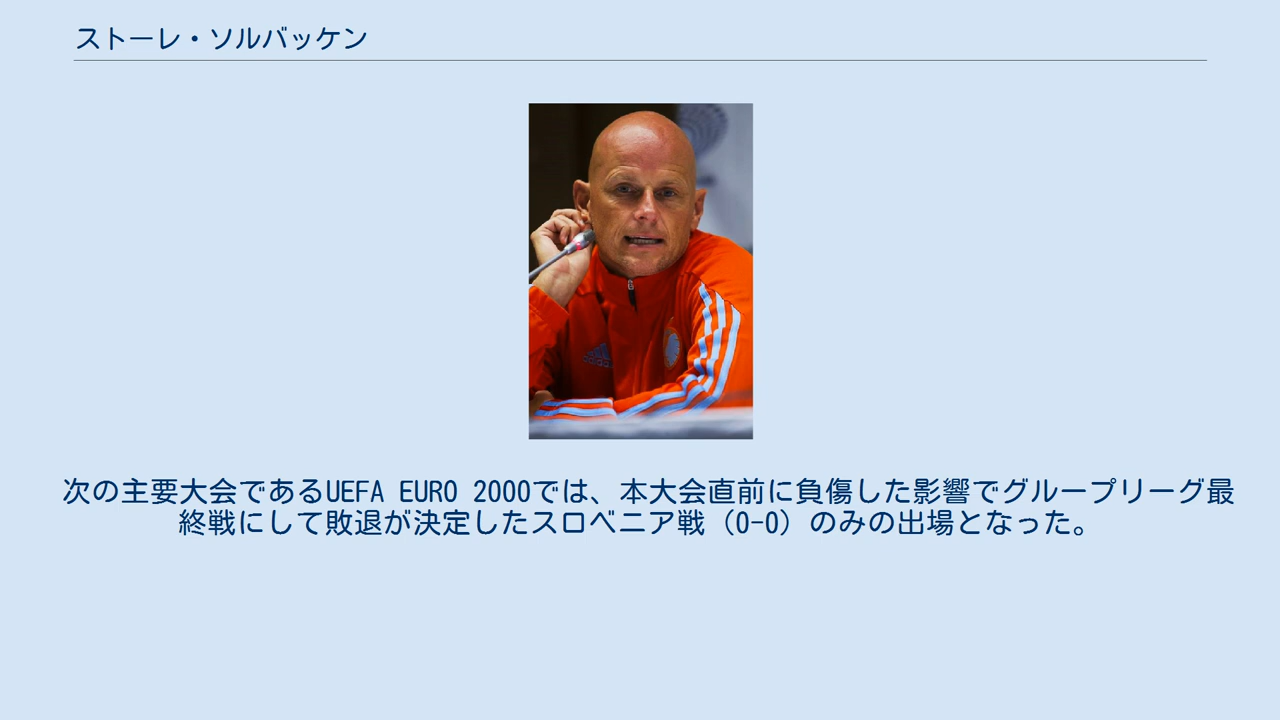 ストーレ・ソルバッケン
次の主要大会であるUEFA EURO 2000では、本大会直前に負傷した影響でグループリーグ最
終戦にして敗退が決定したスロベニア戦（0-0）のみの出場となった。